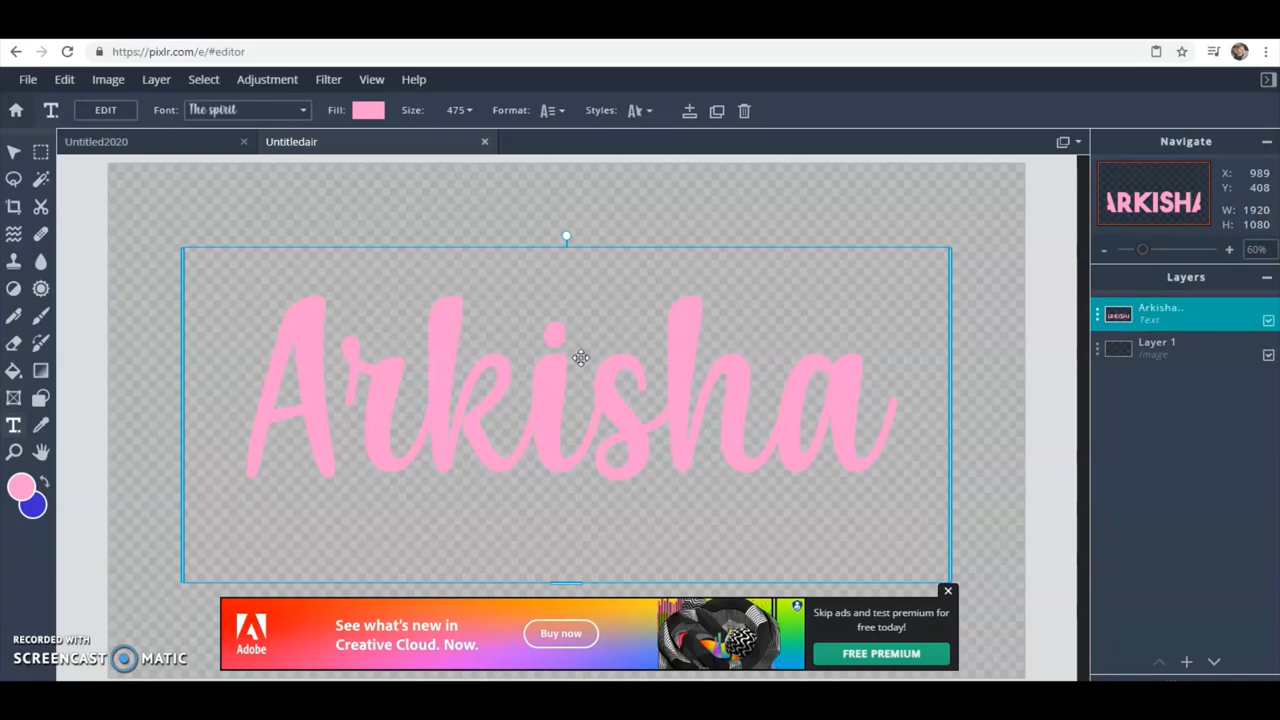 https://pixlr.com/e/#editor
File Edit Image Layer Select Adjustment Filter View Help
T. EDIT Font: The spirit Fill: Size: 475 Format: Styles:
Untitled2020 Untitledair
Navigate
X: 989
Y: 408
W: 1920
H: 1080
ARKISHA
- + 60%
Layers
Arkisha..
Text
Layer 1
Image
Arkisha
Adobe
See what's new in
Creative Cloud. Now.
Buy now
Skip ads and test premium for
free today!
FREE PREMIUM
RECORDED WITH
SCREENCAST MATIC